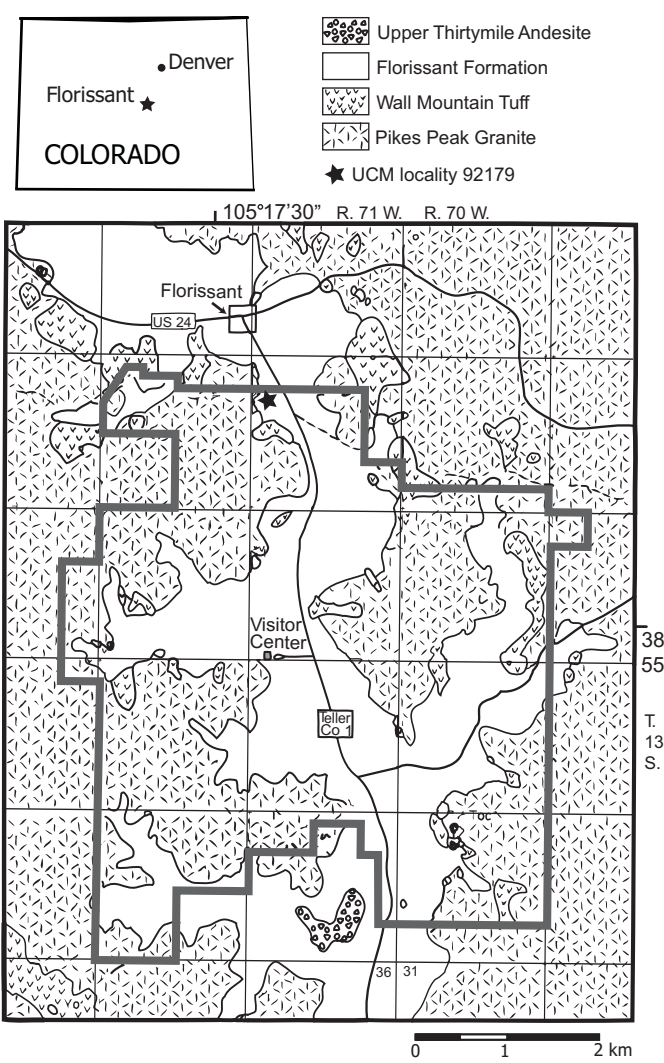 Denver
Florissant
COLORADO
Upper Thirtymile Andesite
Florissant Formation
Wall Mountain Tuff
Pikes Peak Granite
UCM locality 92179
105°17'30" R. 71 W. R. 70 W.
Florissant
US 24
Visitor
Center
38
55
Teller
Co 1
T.
13
S.
Toc
36 31
0 1 2 km